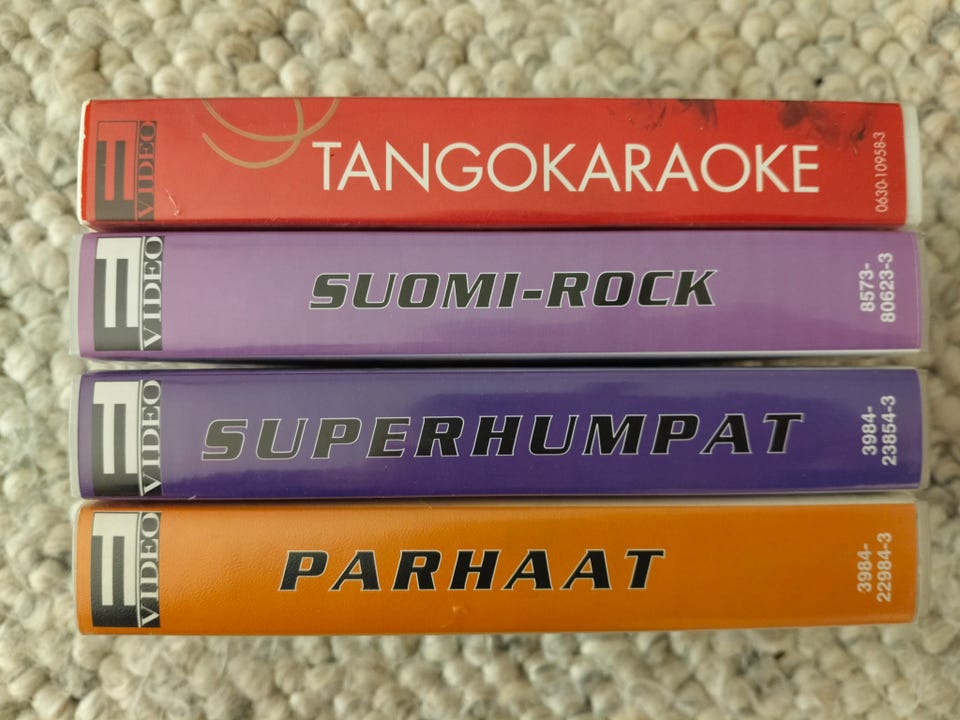 VIDEO
TANGOKARAOKE
0630-10958-3
VIDEO
SUOMI-ROCK
8573-
80623-3
VIDEO
SUPERHUMPAT
3984-
23854-3
VIDEO
PARHAAT
3984-
22984-3